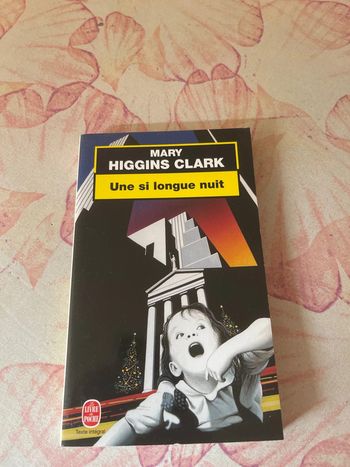 MARY
HIGGINS CLARK
Une si longue nuit
LE LIVRE
DE
POCHE
Texte intégral